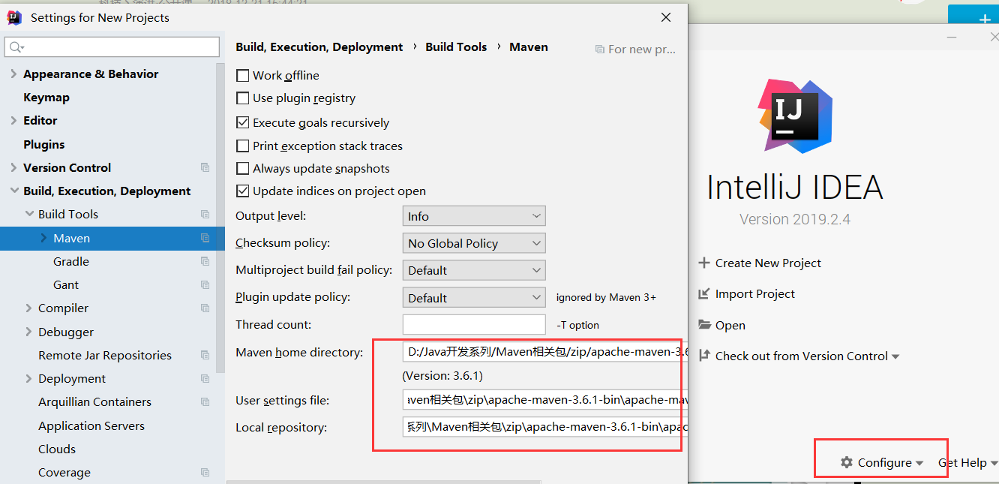 Settings for New Projects
Appearance & Behavior
Keymap
Editor
Plugins
Version Control
Build, Execution, Deployment
Build Tools
Maven
Gradle
Gant
Compiler
Debugger
Remote Jar Repositories
Deployment
Arquillian Containers
Application Servers
Clouds
Coverage
Build, Execution, Deployment › Build Tools › Maven
For new pr...
Work offline
Use plugin registry
Execute goals recursively
Print exception stack traces
Always update snapshots
Update indices on project open
Output level: Info
Checksum policy: No Global Policy
Multiproject build fail policy: Default
Plugin update policy: Default ignored by Maven 3+
Thread count: -T option
Maven home directory: D:/Java开发系列/Maven相关包/zip/apache-maven-3.6
(Version: 3.6.1)
User settings file: aven相关包\zip\apache-maven-3.6.1-bin\apache-mav
Local repository: 系列\Maven相关包\zip\apache-maven-3.6.1-bin\apac
IJ
IntelliJ IDEA
Version 2019.2.4
Create New Project
Import Project
Open
Check out from Version Control
Configure
Get Help